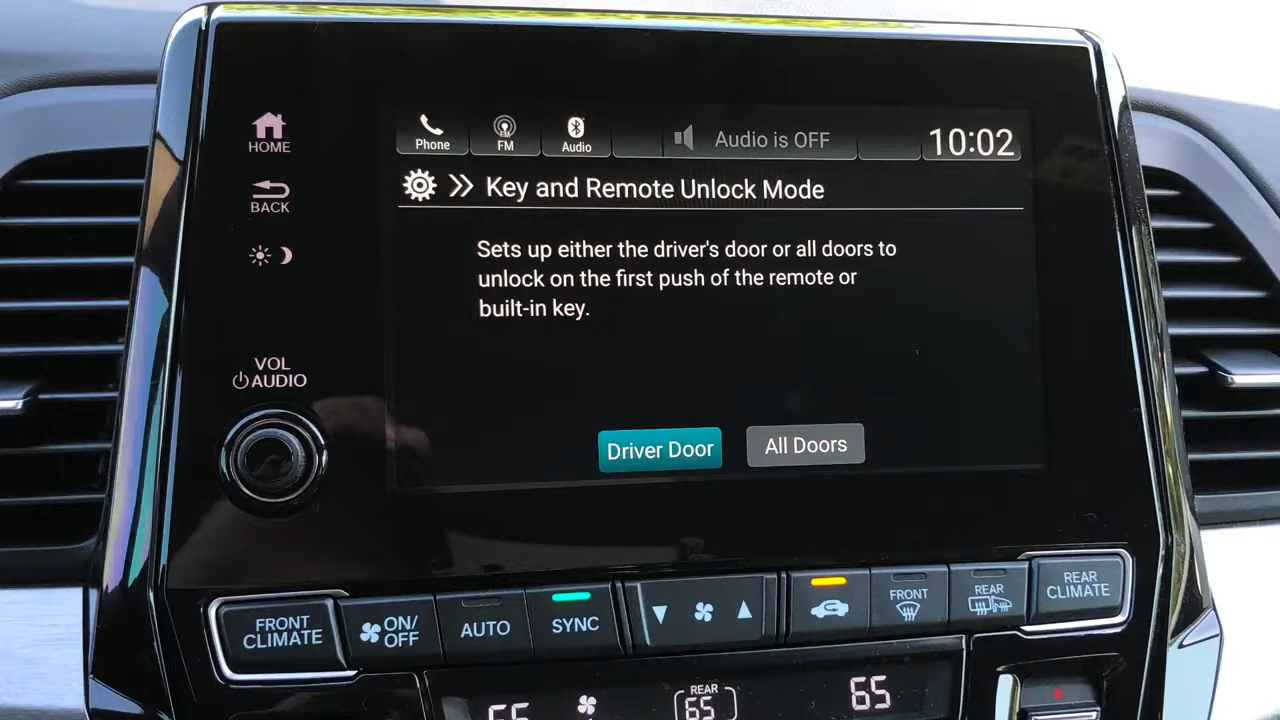 HOME
BACK
VOL
AUDIO
Phone
FM
Audio
Audio is OFF
10:02
Key and Remote Unlock Mode
Sets up either the driver's door or all doors to
unlock on the first push of the remote or
built-in key.
Driver Door
All Doors
FRONT
CLIMATE
ON/
OFF
AUTO
SYNC
FRONT
REAR
REAR
CLIMATE
65
REAR
65
65